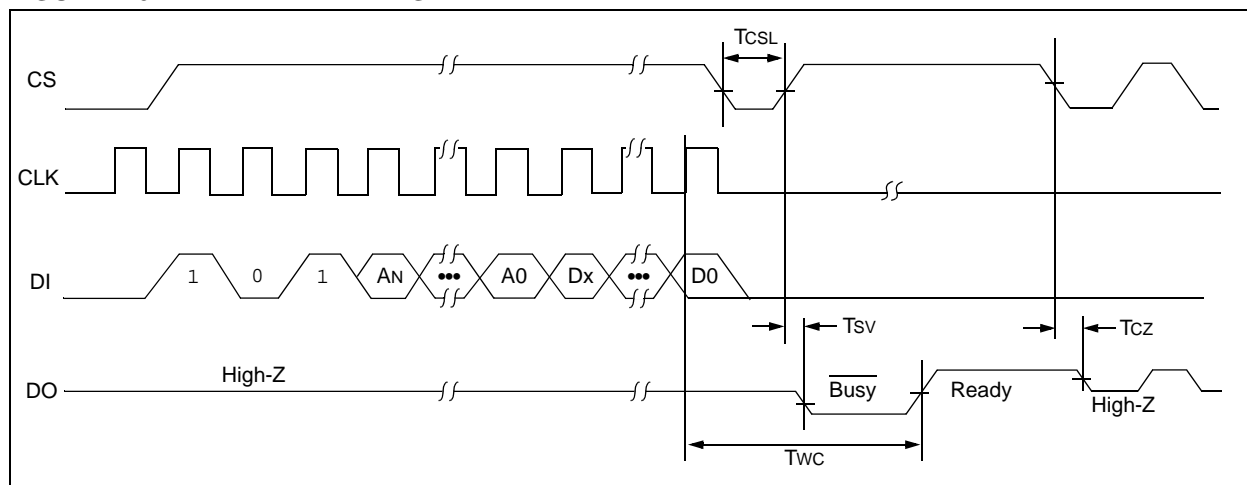 TCSL
CS
CLK
DI 1 0 1 AN ••• A0 Dx ••• D0
TSV
TCZ
DO High-Z Busy Ready High-Z
TWC